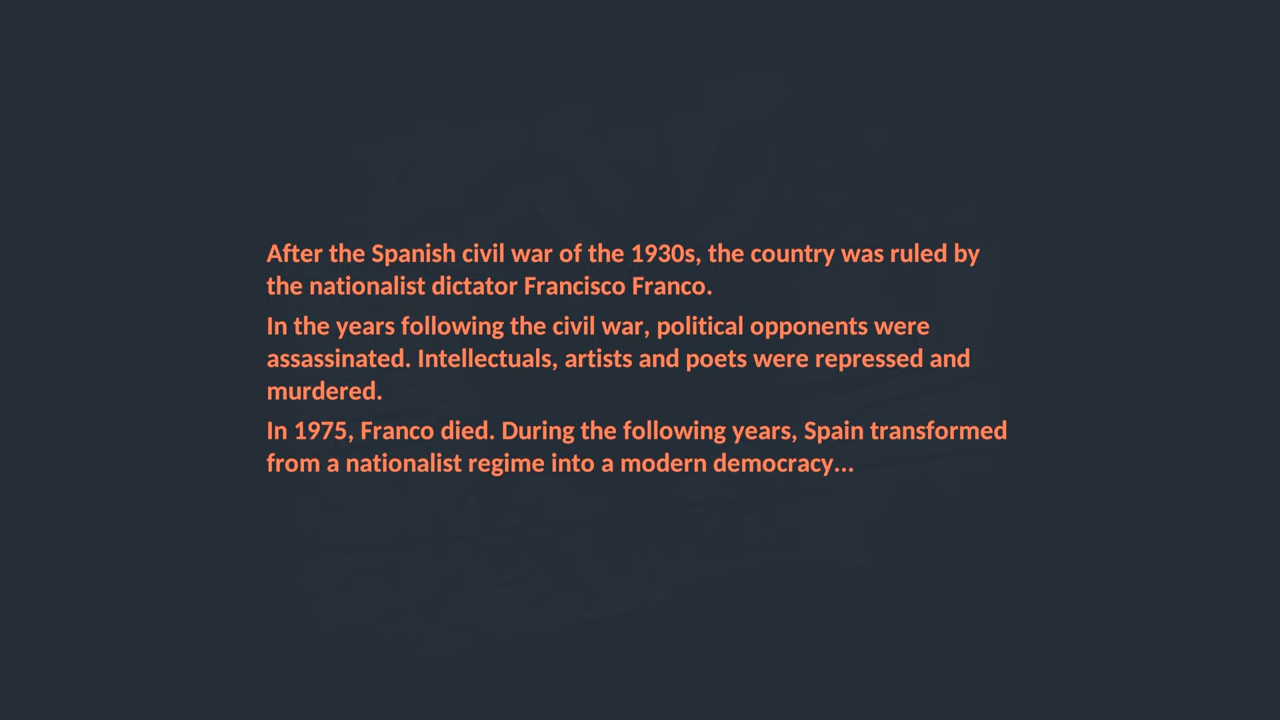 After the Spanish civil war of the 1930s, the country was ruled by
the nationalist dictator Francisco Franco.
In the years following the civil war, political opponents were
assassinated. Intellectuals, artists and poets were repressed and
murdered.
In 1975, Franco died. During the following years, Spain transformed
from a nationalist regime into a modern democracy...